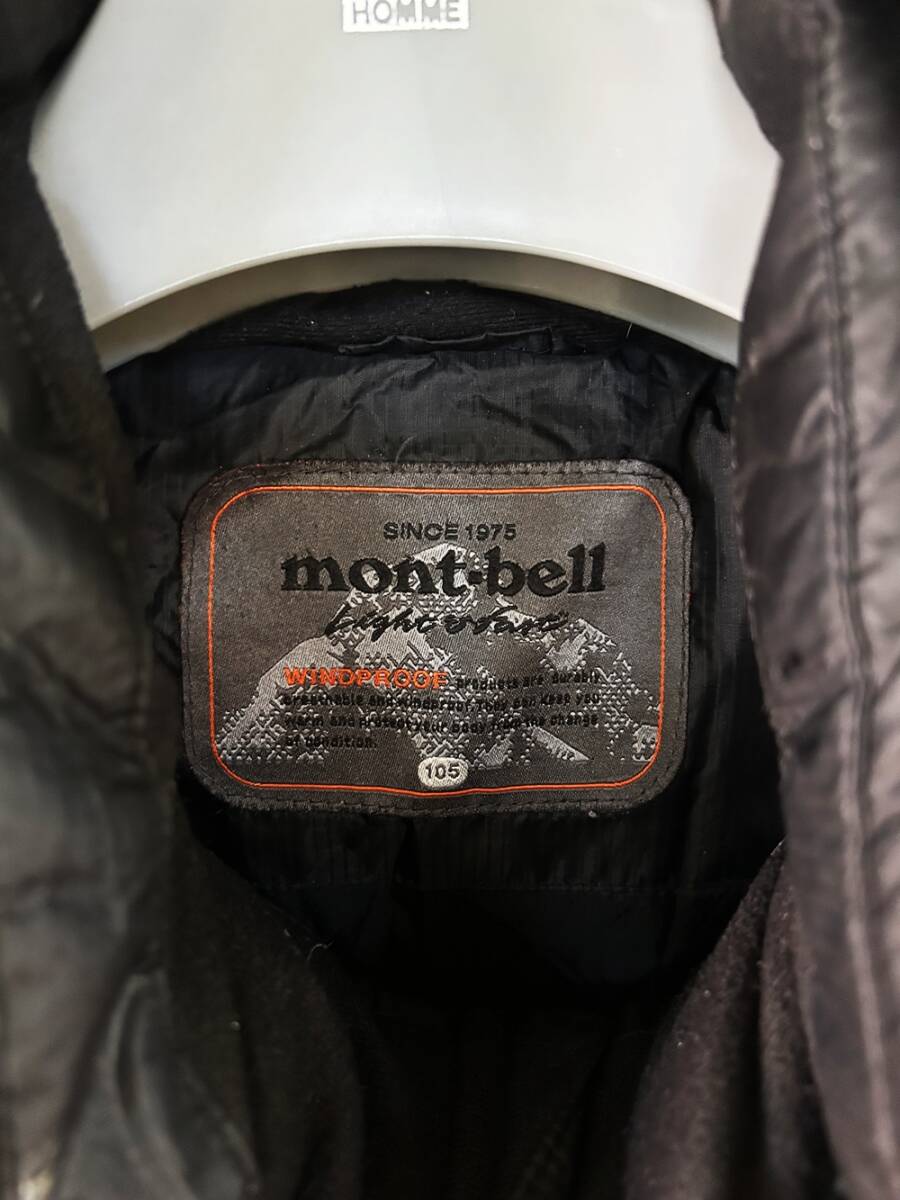 HOMME
SINCE 1975
mont·bell
Light & fast
WINDPROOF products are durably
breathable and windproof. They can keep you
warm and protect your body from the change
of condition.
105